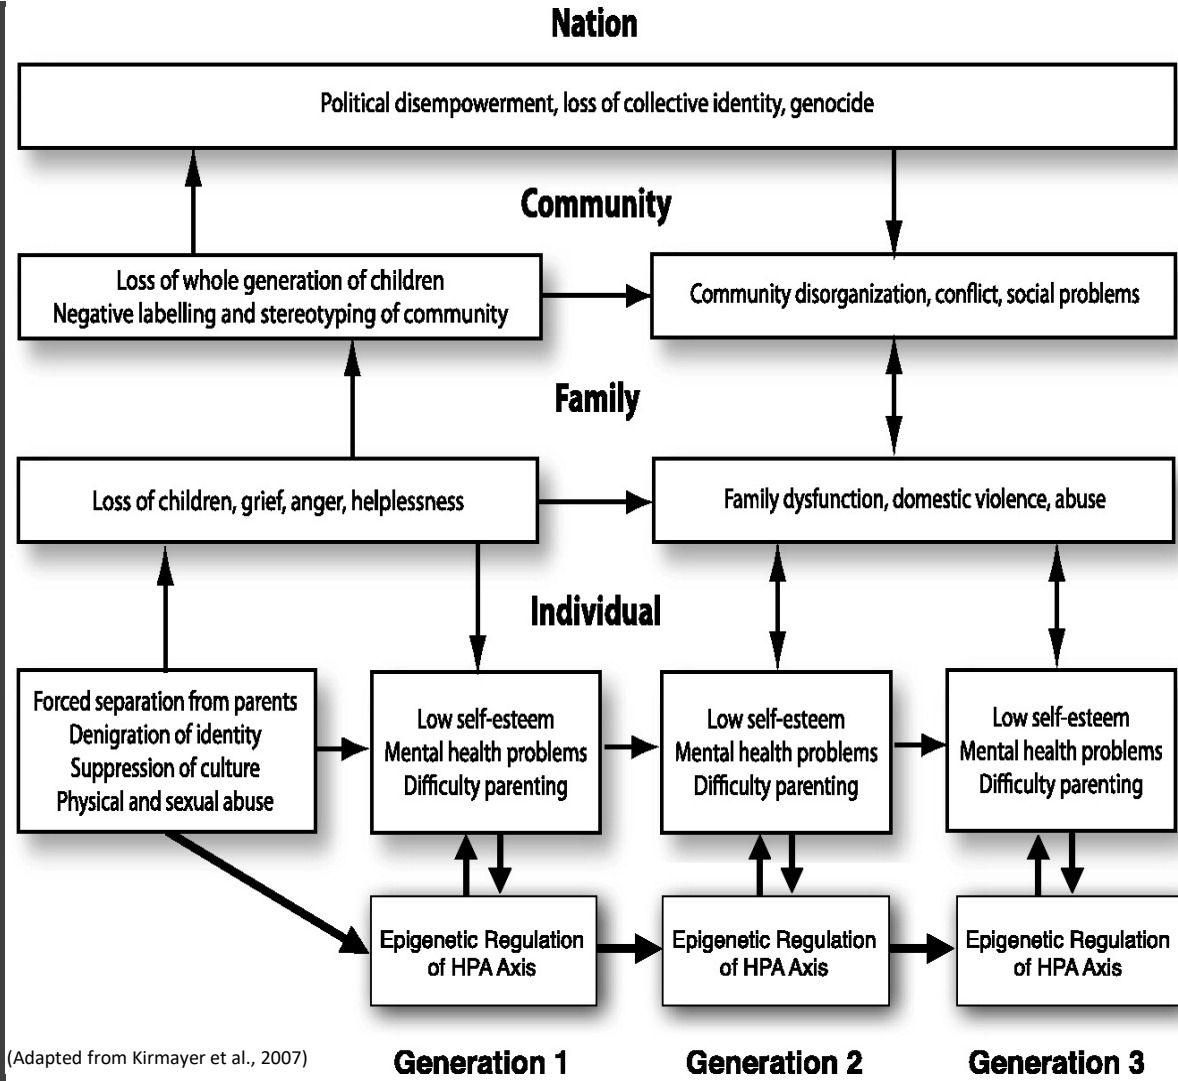 Nation
Political disempowerment, loss of collective identity, genocide
Community
Loss of whole generation of children
Negative labelling and stereotyping of community
Community disorganization, conflict, social problems
Family
Loss of children, grief, anger, helplessness
Family dysfunction, domestic violence, abuse
Individual
Forced separation from parents
Denigration of identity
Suppression of culture
Physical and sexual abuse
Low self-esteem
Mental health problems
Difficulty parenting
Low self-esteem
Mental health problems
Difficulty parenting
Low self-esteem
Mental health problems
Difficulty parenting
Epigenetic Regulation
of HPA Axis
Epigenetic Regulation
of HPA Axis
Epigenetic Regulation
of HPA Axis
(Adapted from Kirmayer et al., 2007)
Generation 1
Generation 2
Generation 3